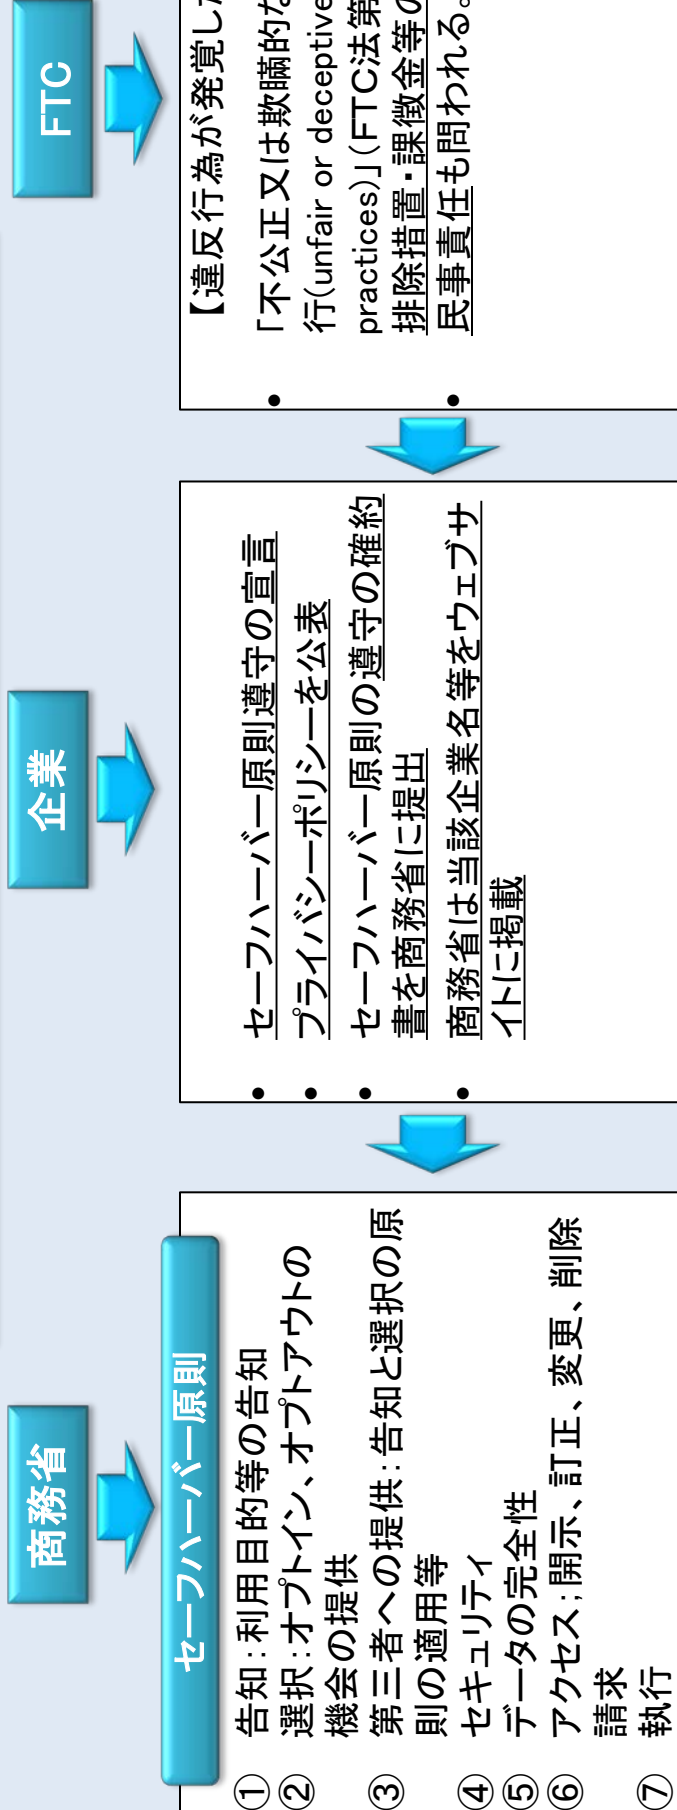 商務省
セーフハーバー原則
① 告知：利用目的等の告知
② 選択：オプトイン、オプトアウトの
機会の提供
③ 第三者への提供：告知と選択の原
則の適用等
④ セキュリティ
⑤ データの完全性
⑥ アクセス；開示、訂正、変更、削除
請求
⑦ 執行
企業
• セーフハーバー原則遵守の宣言
• プライバシーポリシーを公表
• セーフハーバー原則の遵守の確約
書を商務省に提出
• 商務省は当該企業名等をウェブサ
イトに掲載
FTC
【違反行為が発覚した
• 「不公正又は欺瞞的な
行(unfair or deceptive
practices)」（FTC法第
排除措置・課徴金等の
• 民事責任も問われる。